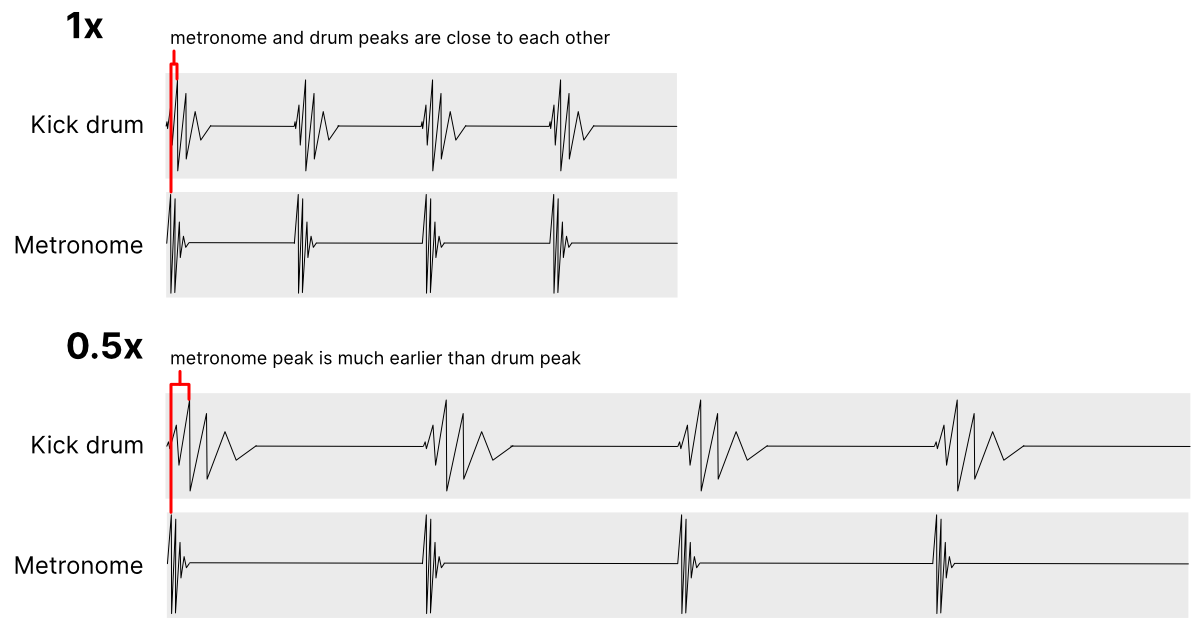 1x
metronome and drum peaks are close to each other
Kick drum
Metronome
0.5x
metronome peak is much earlier than drum peak
Kick drum
Metronome